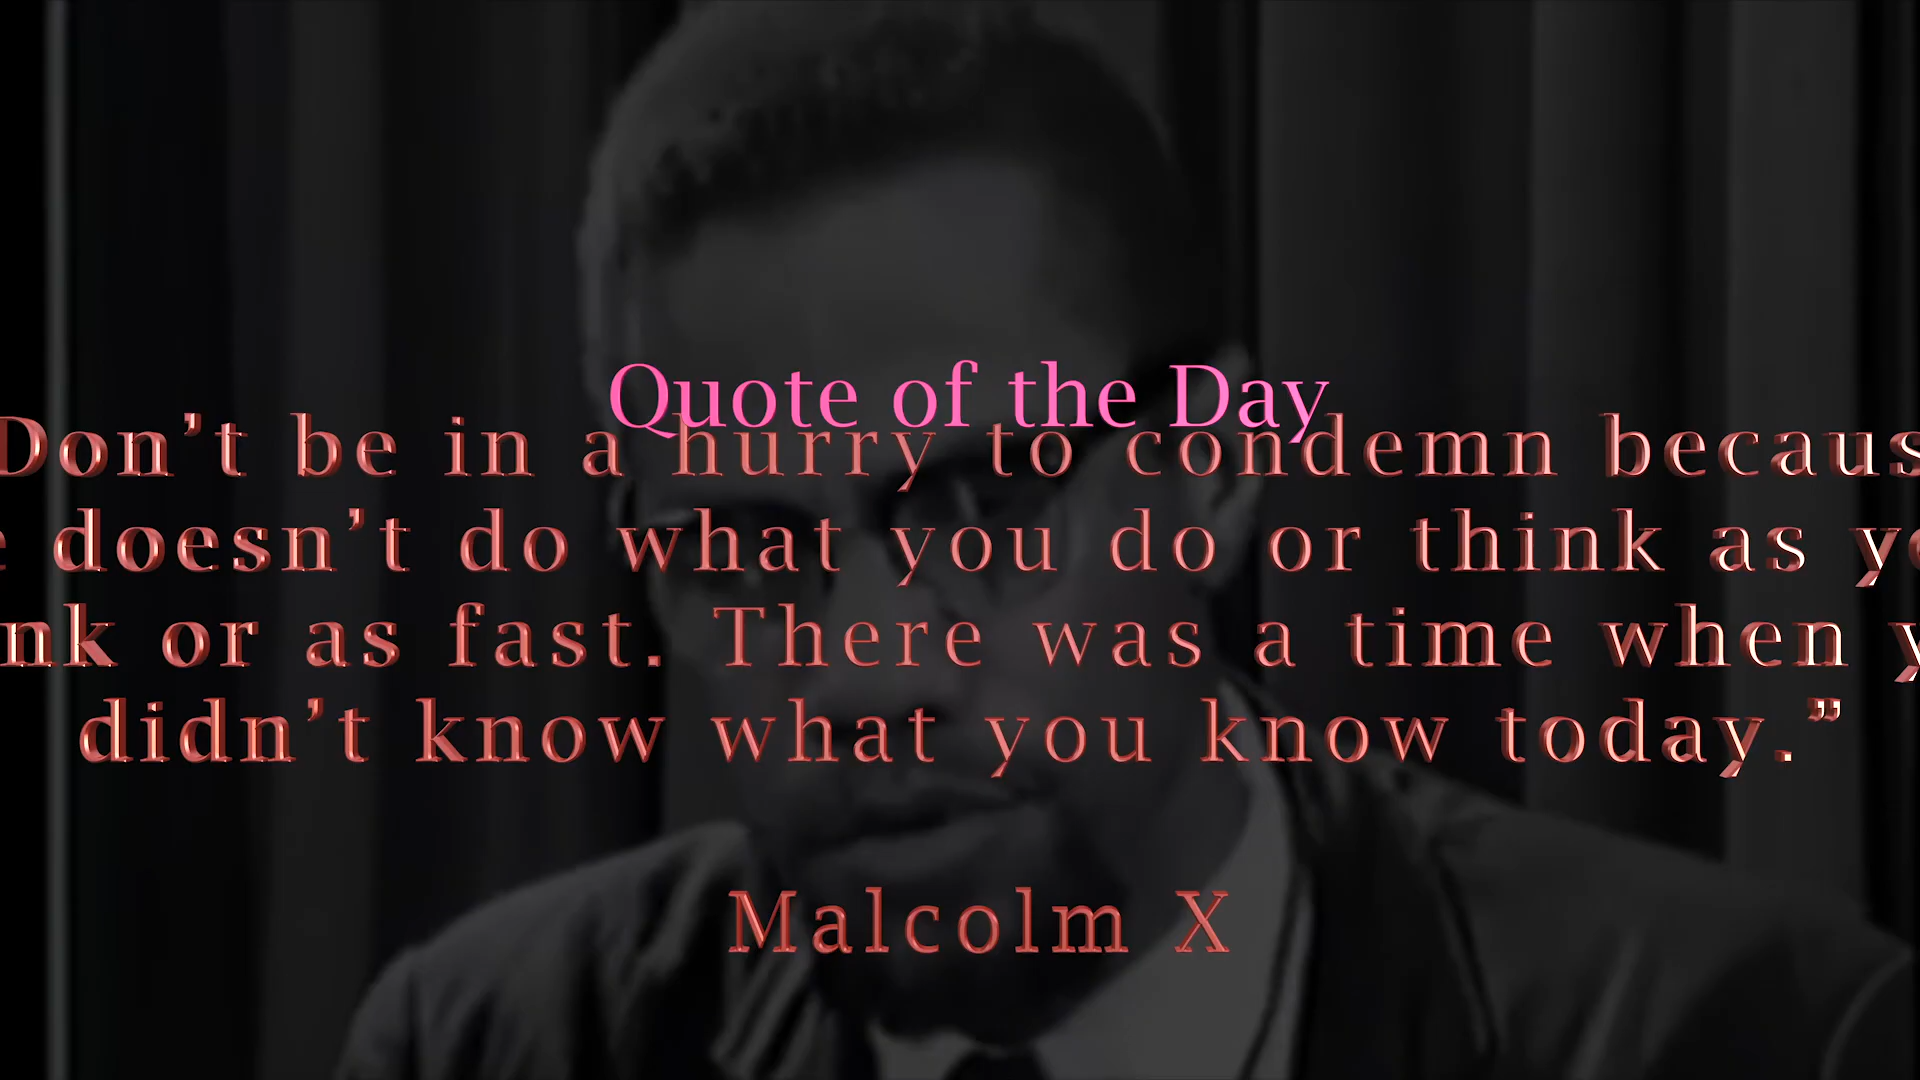 Quote of the Day
Don’t be in a hurry to condemn becaus
doesn’t do what you do or think as yo
nk or as fast. There was a time when y
didn’t know what you know today.”
Malcolm X